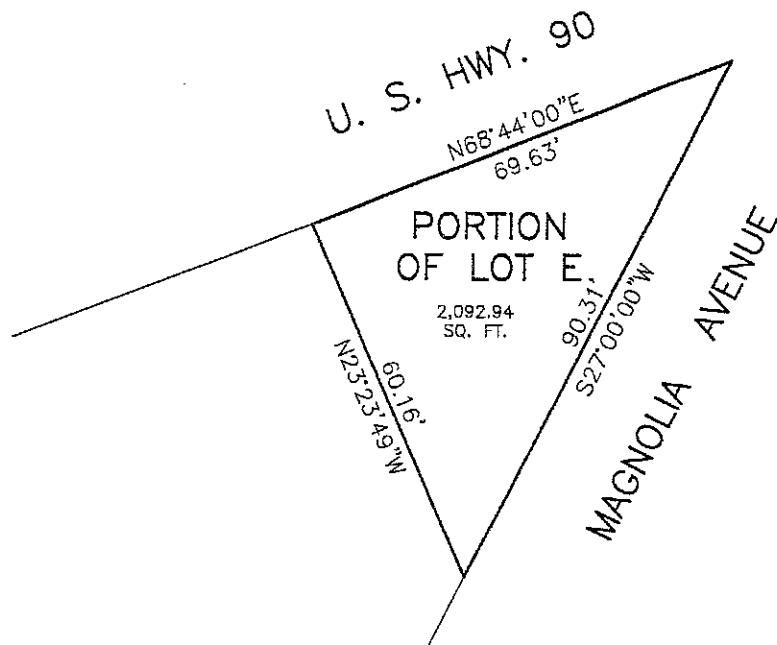 U. S. HWY. 90
N68°44'00"E
69.63'
PORTION
OF LOT E.
2,092.94
SQ. FT.
90.31'
S27°00'00"W
60.16'
N23°23'49"W
MAGNOLIA AVENUE